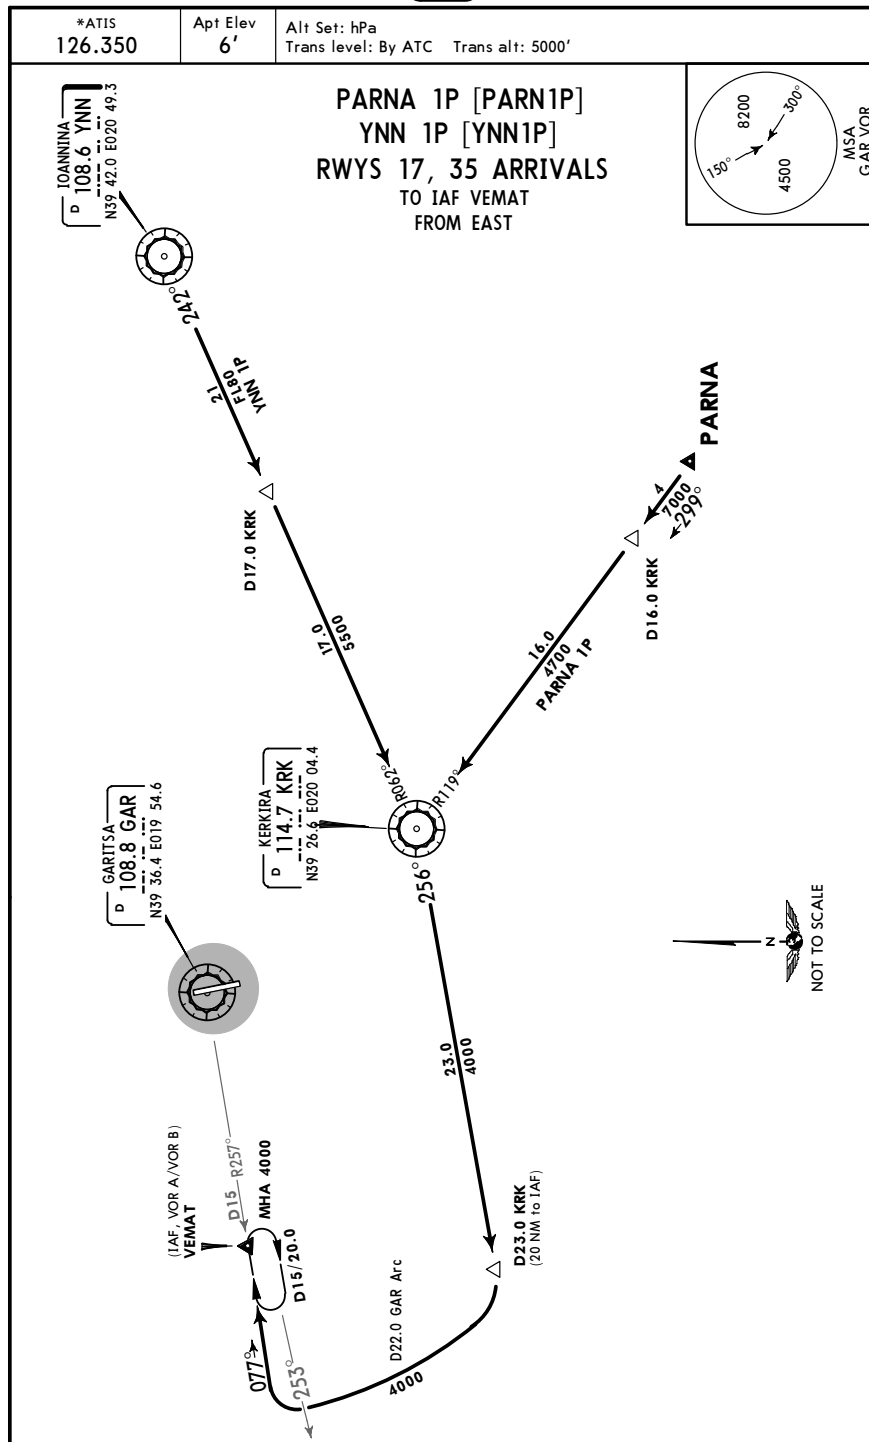 *ATIS
126.350
Apt Elev
6'
Alt Set: hPa
Trans level: By ATC Trans alt: 5000'
PARNA 1P [PARN1P]
YNN 1P [YNN1P]
RWYS 17, 35 ARRIVALS
TO IAF VEMAT
FROM EAST
8200
300°
150°
4500
MSA
GAR VOR
IOANNINA
D 108.6 YNN
N39 42.0 E020 49.3
242°
21
FL80
YNN 1P
D17.0 KRK
17.0
5500
PARNA
4
7000
299°
D16.0 KRK
16.0
4700
PARNA 1P
R062°
R119°
KERKIRA
D 114.7 KRK
N39 26.6 E020 04.4
256°
GARITSA
D 108.8 GAR
N39 36.4 E019 54.6
23.0
4000
N
NOT TO SCALE
D15 R257°
(IAF, VOR A/VOR B)
VEMAT
MHA 4000
D15/20.0
D23.0 KRK
(20 NM to IAF)
D22.0 GAR Arc
4000
077°
253°